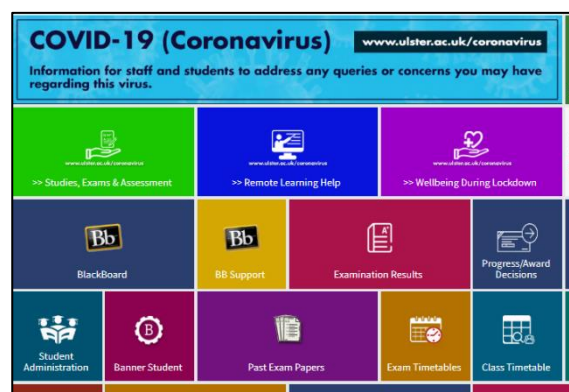 COVID-19 (Coronavirus)
www.ulster.ac.uk/coronavirus
Information for staff and students to address any queries or concerns you may have
regarding this virus.
www.ulster.ac.uk/coronavirus
>> Studies, Exams & Assessment
www.ulster.ac.uk/coronavirus
>> Remote Learning Help
www.ulster.ac.uk/coronavirus
>> Wellbeing During Lockdown
Bb
BlackBoard
Bb
BB Support
A+
Examination Results
Progress/Award
Decisions
Student
Administration
B
Banner Student
Past Exam Papers
Exam Timetables
Class Timetable